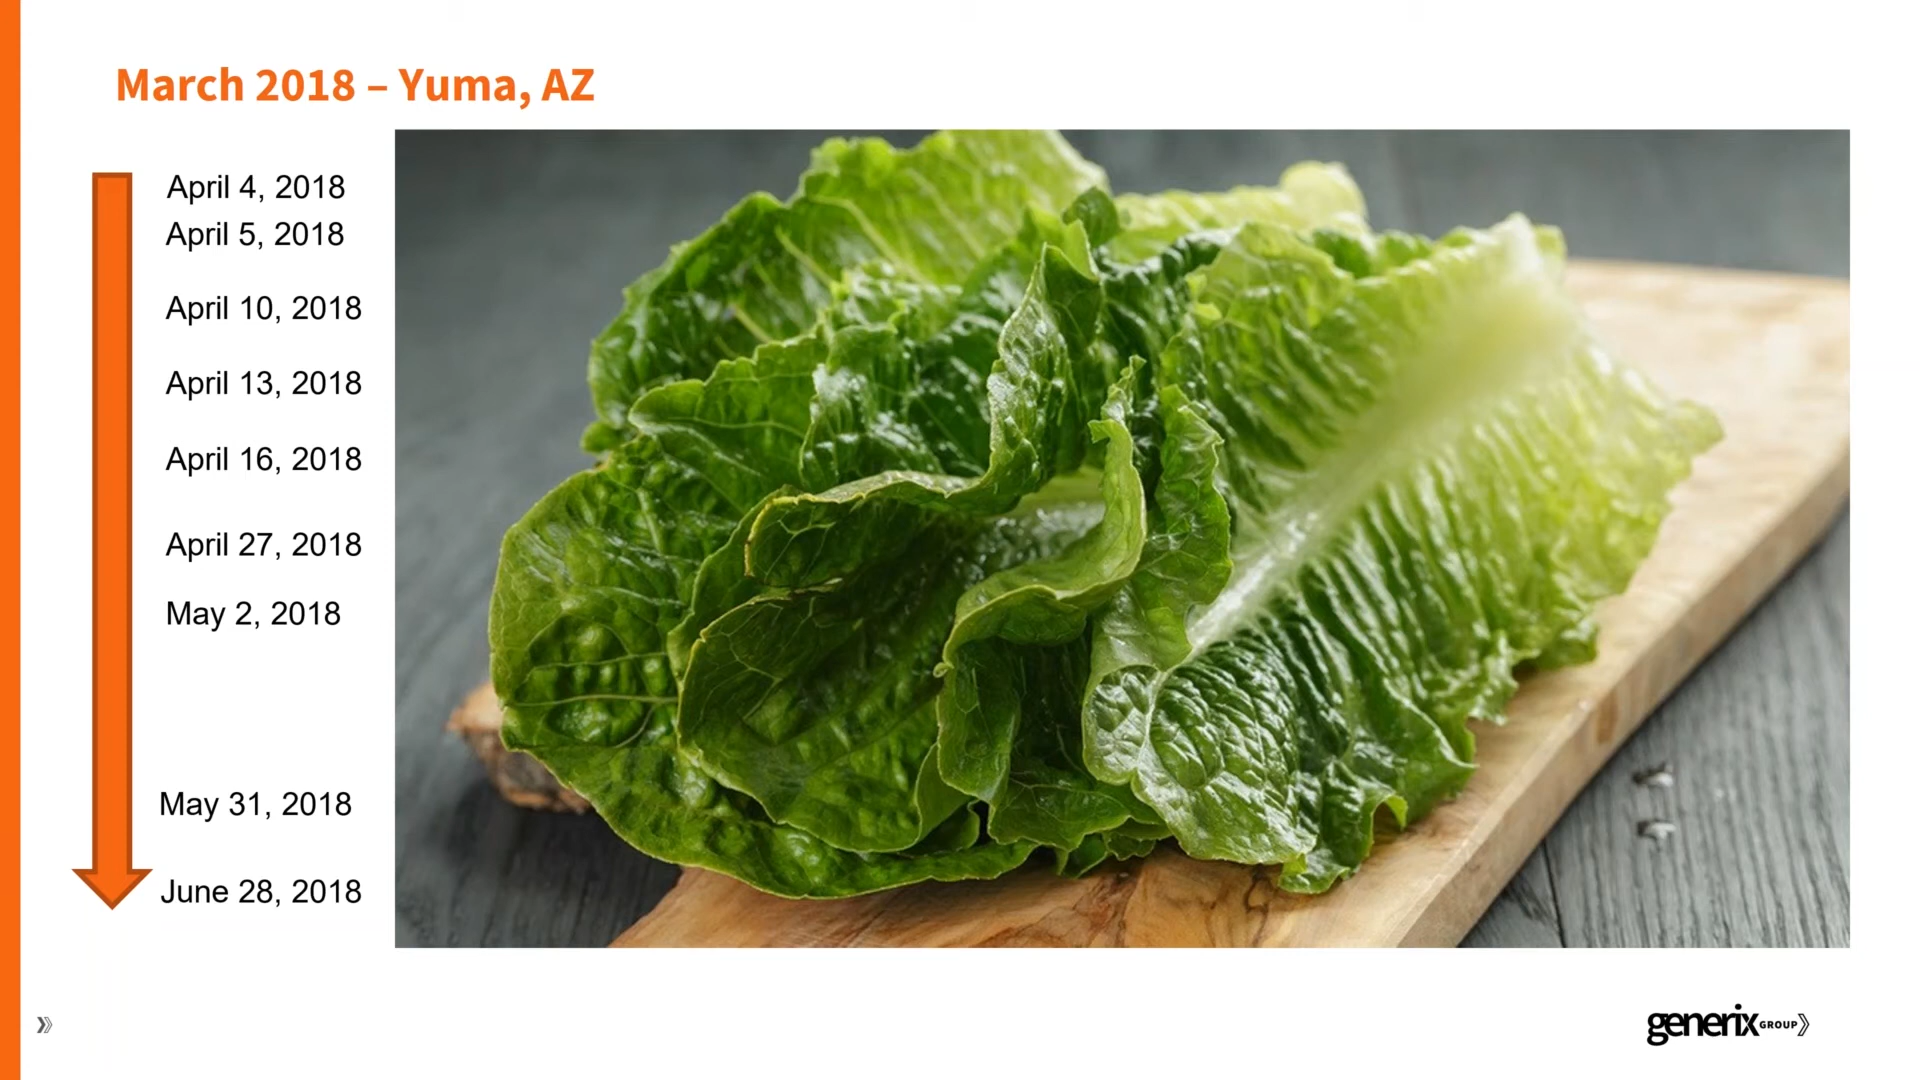 March 2018 – Yuma, AZ
April 4, 2018
April 5, 2018
April 10, 2018
April 13, 2018
April 16, 2018
April 27, 2018
May 2, 2018
May 31, 2018
June 28, 2018
generix GROUP